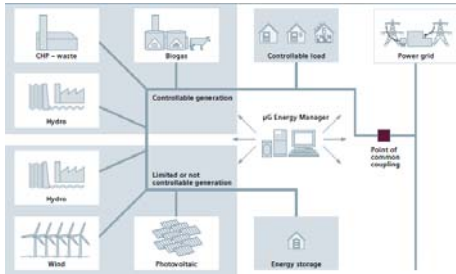 CHP – waste
Biogas
Controllable load
Power grid
Controllable generation
Hydro
µG Energy Manager
Point of
common
coupling
Limited or not
controllable generation
Hydro
Wind
Photovoltaic
Energy storage